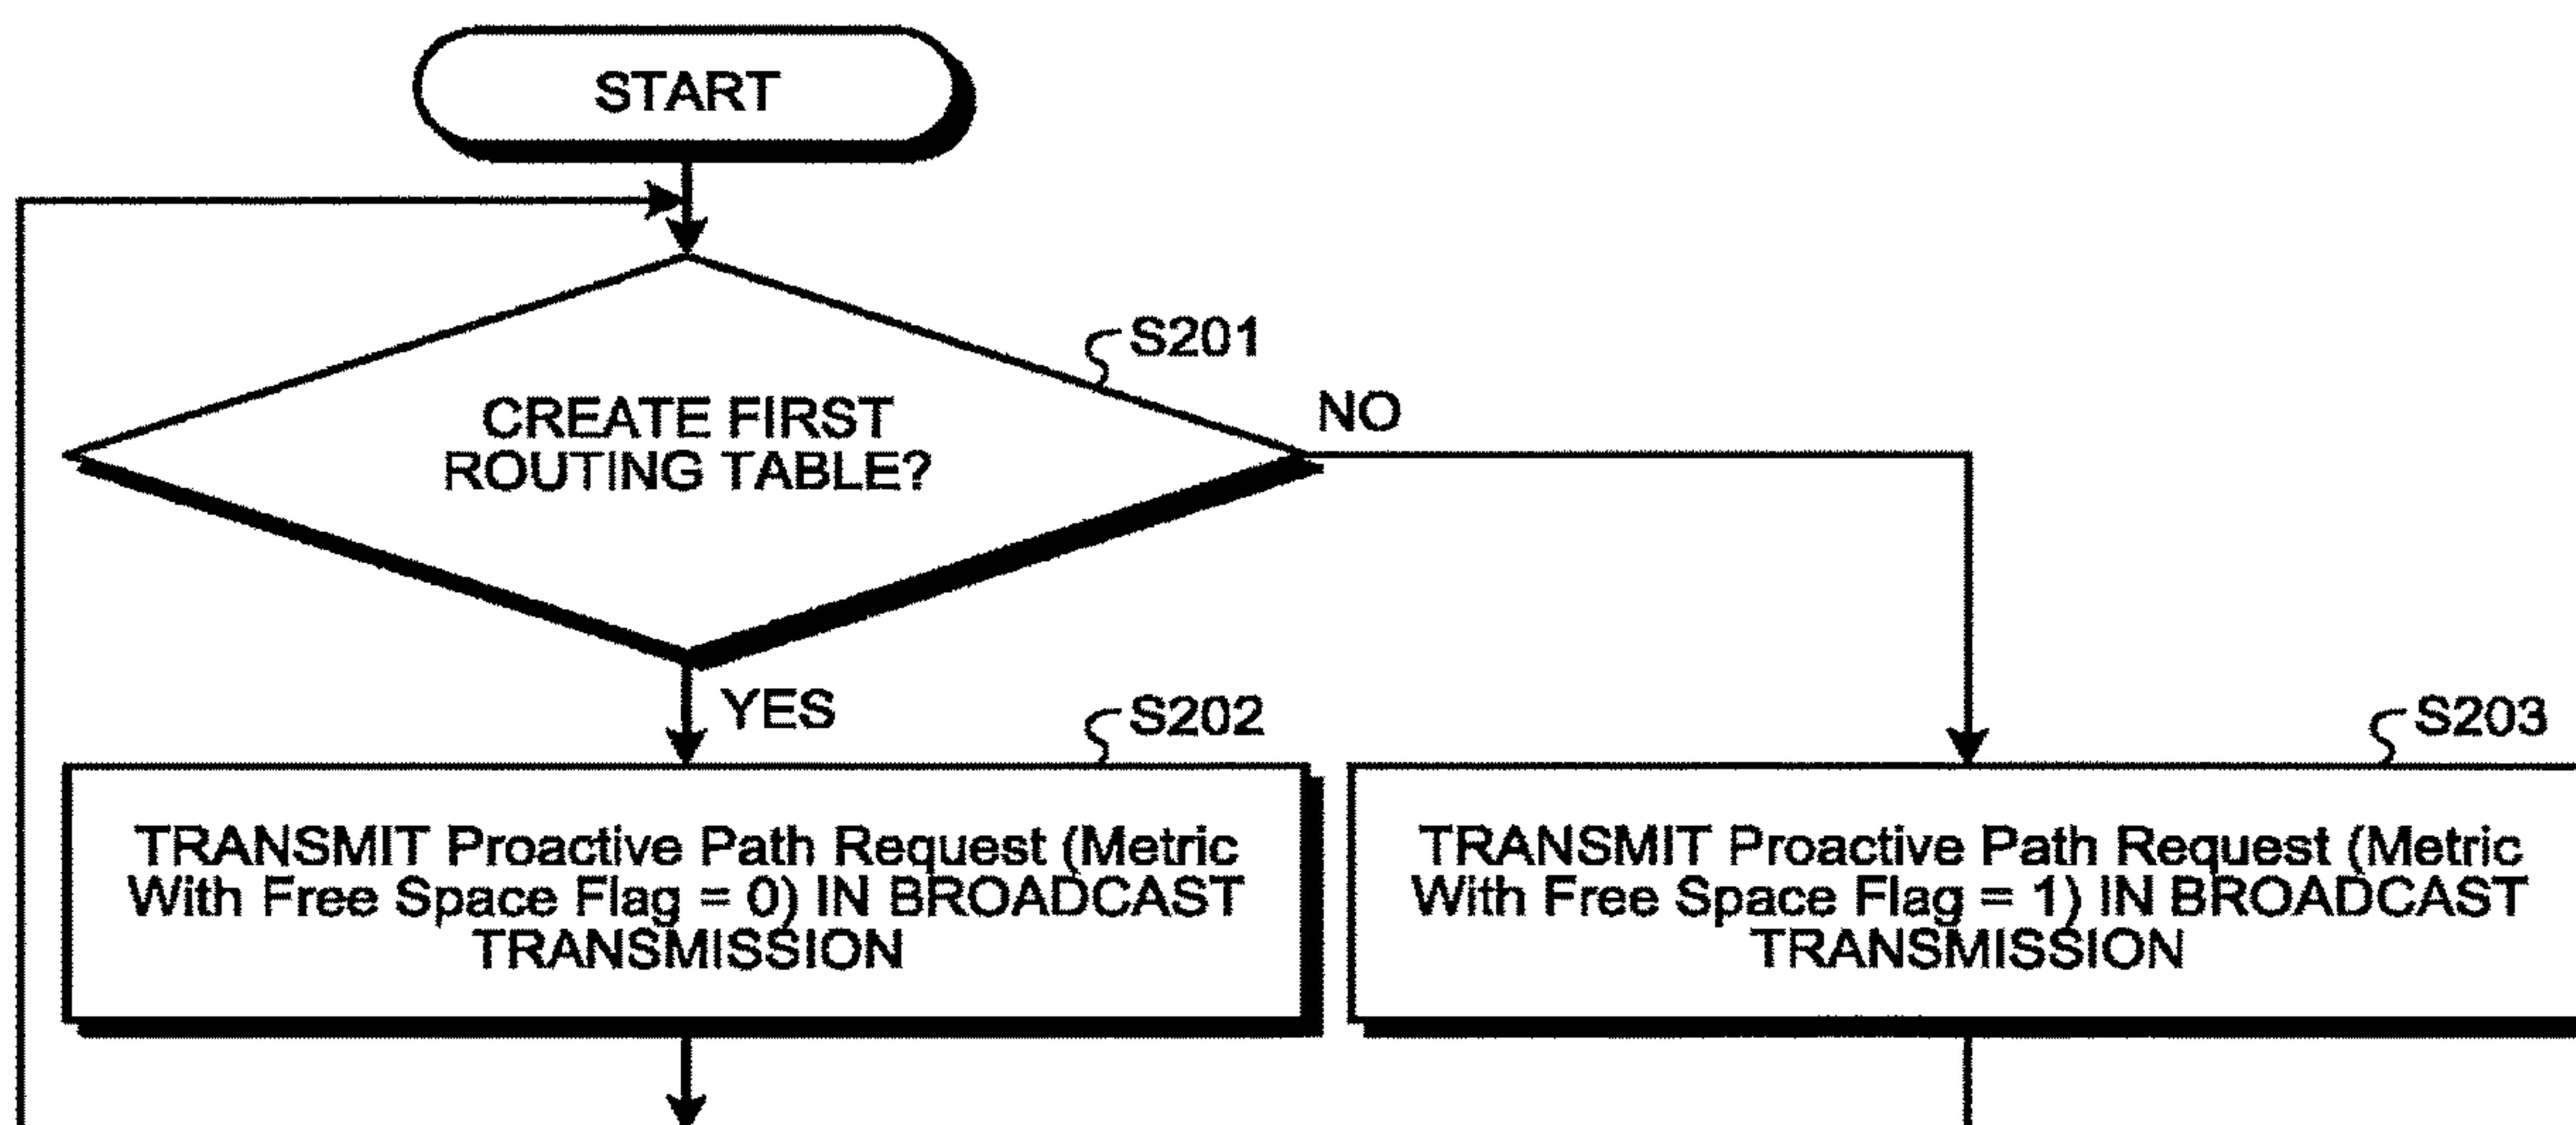 START
S201
CREATE FIRST
ROUTING TABLE?
NO
YES
S202
TRANSMIT Proactive Path Request (Metric
With Free Space Flag = 0) IN BROADCAST
TRANSMISSION
S203
TRANSMIT Proactive Path Request (Metric
With Free Space Flag = 1) IN BROADCAST
TRANSMISSION